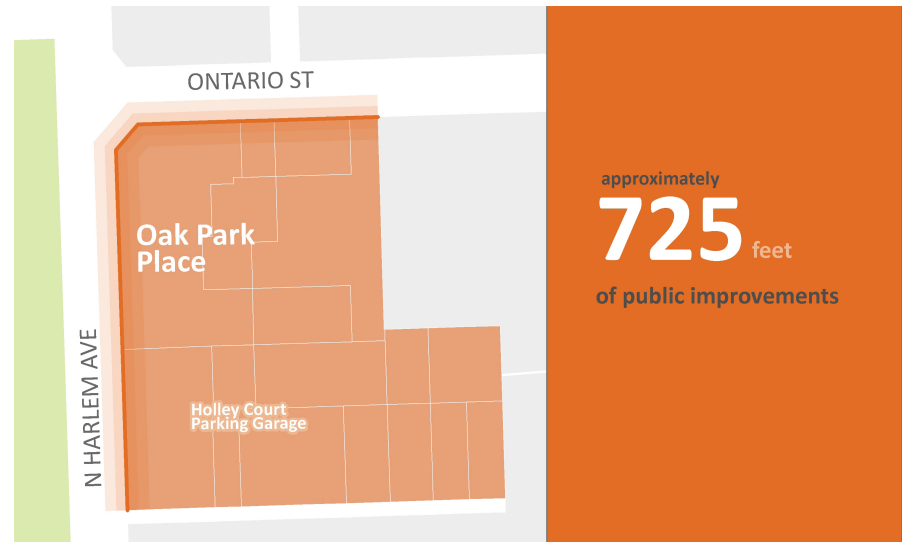 ONTARIO ST
Oak Park
Place
N HARLEM AVE
Holley Court
Parking Garage
approximately
725 feet
of public improvements